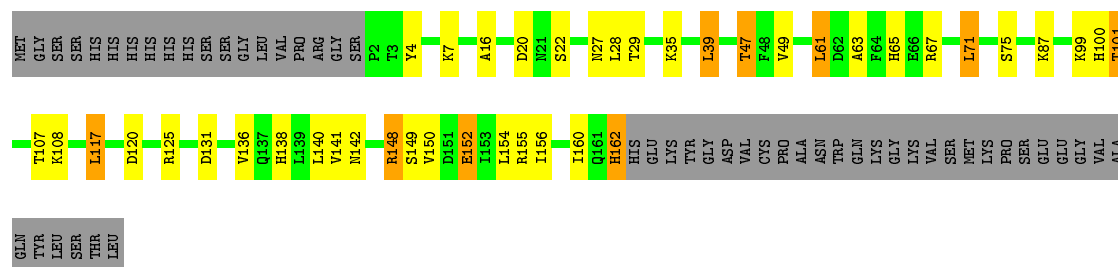 MET GLY SER SER HIS HIS HIS HIS HIS HIS SER SER GLY LEU VAL PRO ARG GLY SER P2 T3 Y4 K7 A16 D20 N21 S22 N27 L28 T29 K35 L39 T47 F48 V49 L61 D62 A63 F64 H65 E66 R67 L71 S75 K87 K99 H100 T101
T107 K108 L117 D120 R125 D131 V136 Q137 H138 L139 L140 V141 N142 R148 S149 V150 D151 E152 I153 L154 R155 I156 I160 Q161 H162 HIS GLU LYS TYR GLY ASP VAL CYS PRO ALA ASN TRP GLN LYS GLY LYS VAL SER MET LYS PRO SER GLU GLU GLY VAL ALA
GLN TYR LEU SER THR LEU